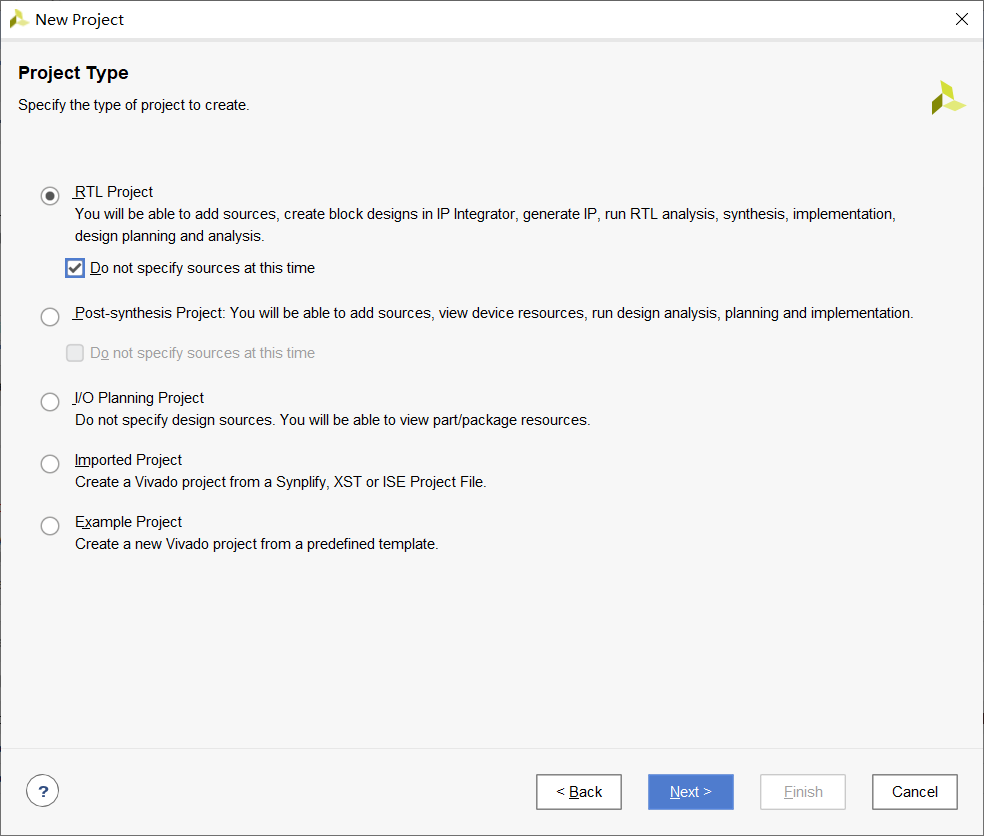 New Project
Project Type
Specify the type of project to create.
RTL Project
You will be able to add sources, create block designs in IP Integrator, generate IP, run RTL analysis, synthesis, implementation,
design planning and analysis.
Do not specify sources at this time
Post-synthesis Project: You will be able to add sources, view device resources, run design analysis, planning and implementation.
Do not specify sources at this time
I/O Planning Project
Do not specify design sources. You will be able to view part/package resources.
Imported Project
Create a Vivado project from a Synplify, XST or ISE Project File.
Example Project
Create a new Vivado project from a predefined template.
? < Back Next > Finish Cancel